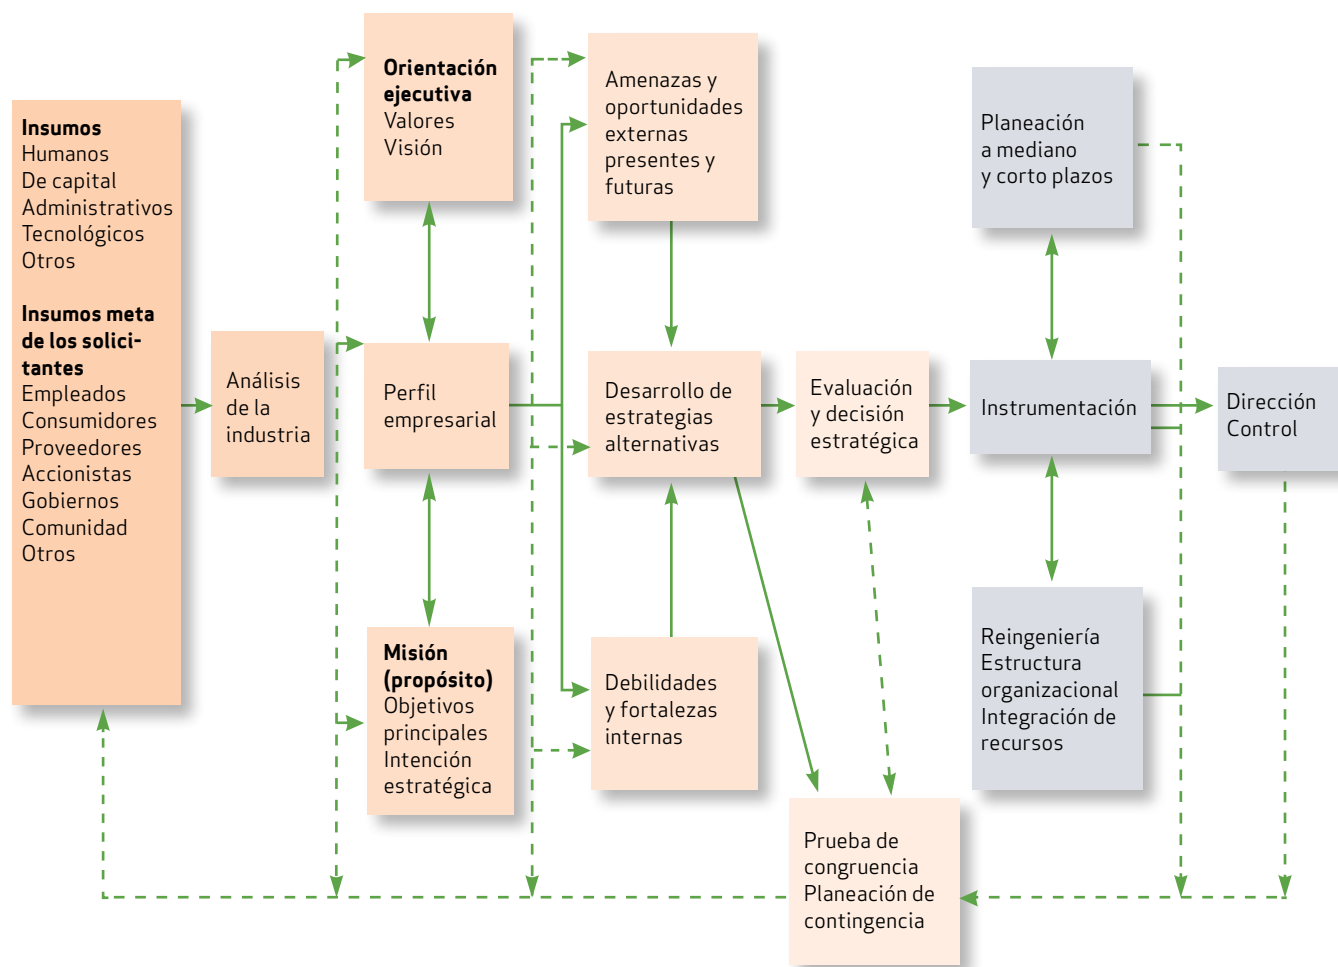 Insumos
Humanos
De capital
Administrativos
Tecnológicos
Otros
Insumos meta
de los solici-
tantes
Empleados
Consumidores
Proveedores
Accionistas
Gobiernos
Comunidad
Otros
Análisis
de la
industria
Orientación
ejecutiva
Valores
Visión
Perfil
empresarial
Misión
(propósito)
Objetivos
principales
Intención
estratégica
Amenazas y
oportunidades
externas
presentes y
futuras
Desarrollo de
estrategias
alternativas
Debilidades
y fortalezas
internas
Evaluación
y decisión
estratégica
Prueba de
congruencia
Planeación de
contingencia
Planeación
a mediano
y corto plazos
Instrumentación
Reingeniería
Estructura
organizacional
Integración de
recursos
Dirección
Control